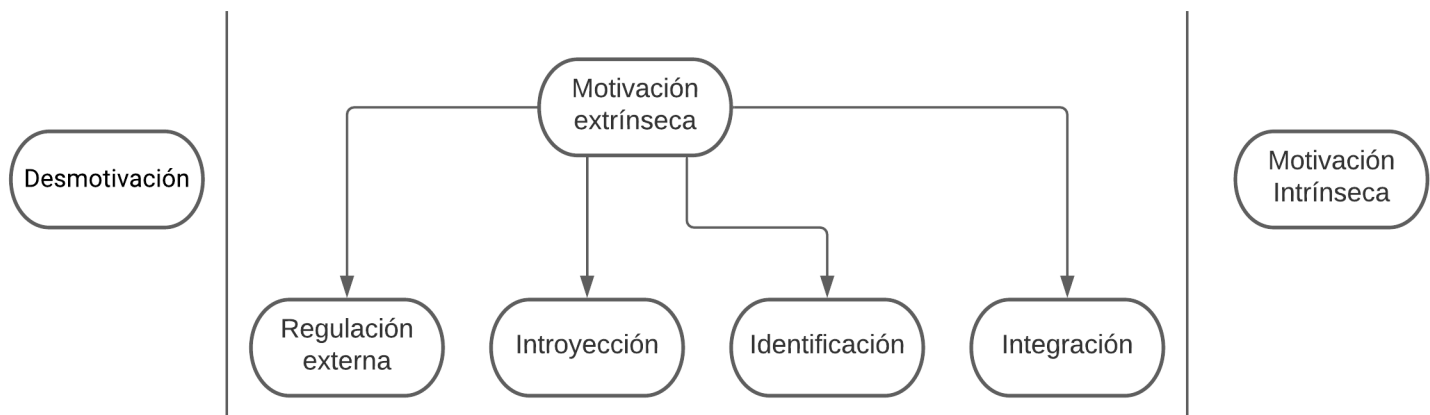 Desmotivación
Motivación
extrínseca
Motivación
Intrínseca
Regulación
externa
Introyección
Identificación
Integración